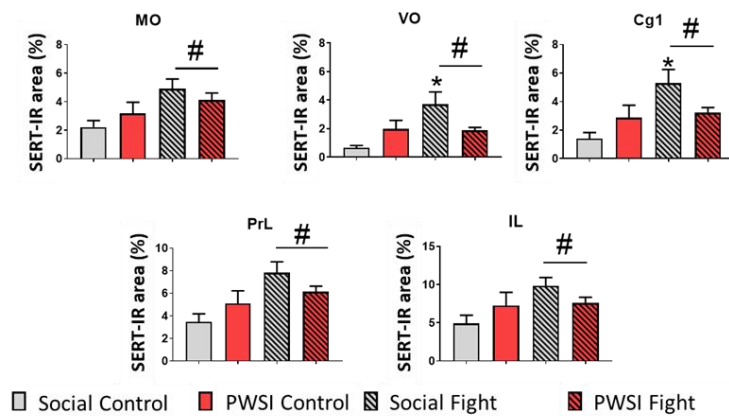 MO
SERT-IR area (%)
8
6
4
2
0
#
VO
SERT-IR area (%)
8
6
4
2
0
*
#
Cg1
SERT-IR area (%)
8
6
4
2
0
*
#
PrL
SERT-IR area (%)
10
8
6
4
2
0
#
IL
SERT-IR area (%)
15
10
5
0
#
Social Control PWSI Control Social Fight PWSI Fight